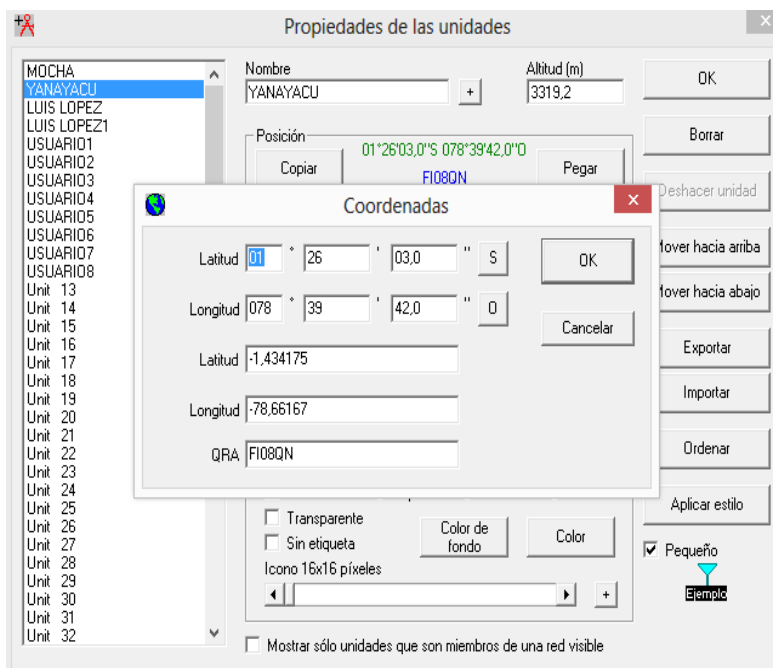 Propiedades de las unidades
MOCHA
YANAYACU
LUIS LOPEZ
LUIS LOPEZ1
USUARIO1
USUARIO2
USUARIO3
USUARIO4
USUARIO5
USUARIO6
USUARIO7
USUARIO8
Unit 13
Unit 14
Unit 15
Unit 16
Unit 17
Unit 18
Unit 19
Unit 20
Unit 21
Unit 22
Unit 23
Unit 24
Unit 25
Unit 26
Unit 27
Unit 28
Unit 29
Unit 30
Unit 31
Unit 32
Nombre
YANAYACU
+
Altitud (m)
3319,2
Posición
Copiar
01°26'03,0"S 078°39'42,0"O
FI08QN
Pegar
OK
Borrar
Deshacer unidad
Mover hacia arriba
Mover hacia abajo
Exportar
Importar
Ordenar
Aplicar estilo
Pequeño
Ejemplo
Coordenadas
Latitud 01 ° 26 ' 03,0 " S
Longitud 078 ° 39 ' 42,0 " O
Latitud -1,434175
Longitud -78,66167
QRA FI08QN
OK
Cancelar
Transparente
Sin etiqueta
Color de
fondo
Color
Icono 16x16 píxeles
+
Mostrar sólo unidades que son miembros de una red visible